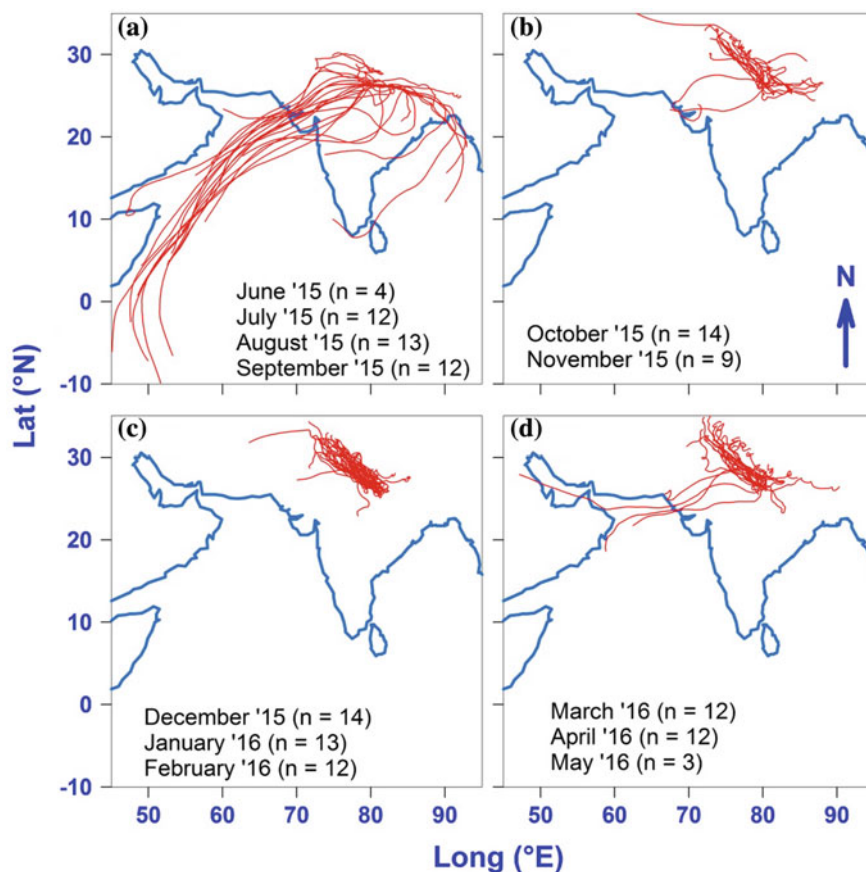 (a)
30
20
10
0
-10
June '15 (n = 4)
July '15 (n = 12)
August '15 (n = 13)
September '15 (n = 12)
(b)
N
October '15 (n = 14)
November '15 (n = 9)
Lat (°N)
(c)
30
20
10
0
-10
December '15 (n = 14)
January '16 (n = 13)
February '16 (n = 12)
50 60 70 80 90
(d)
March '16 (n = 12)
April '16 (n = 12)
May '16 (n = 3)
50 60 70 80 90
Long (°E)